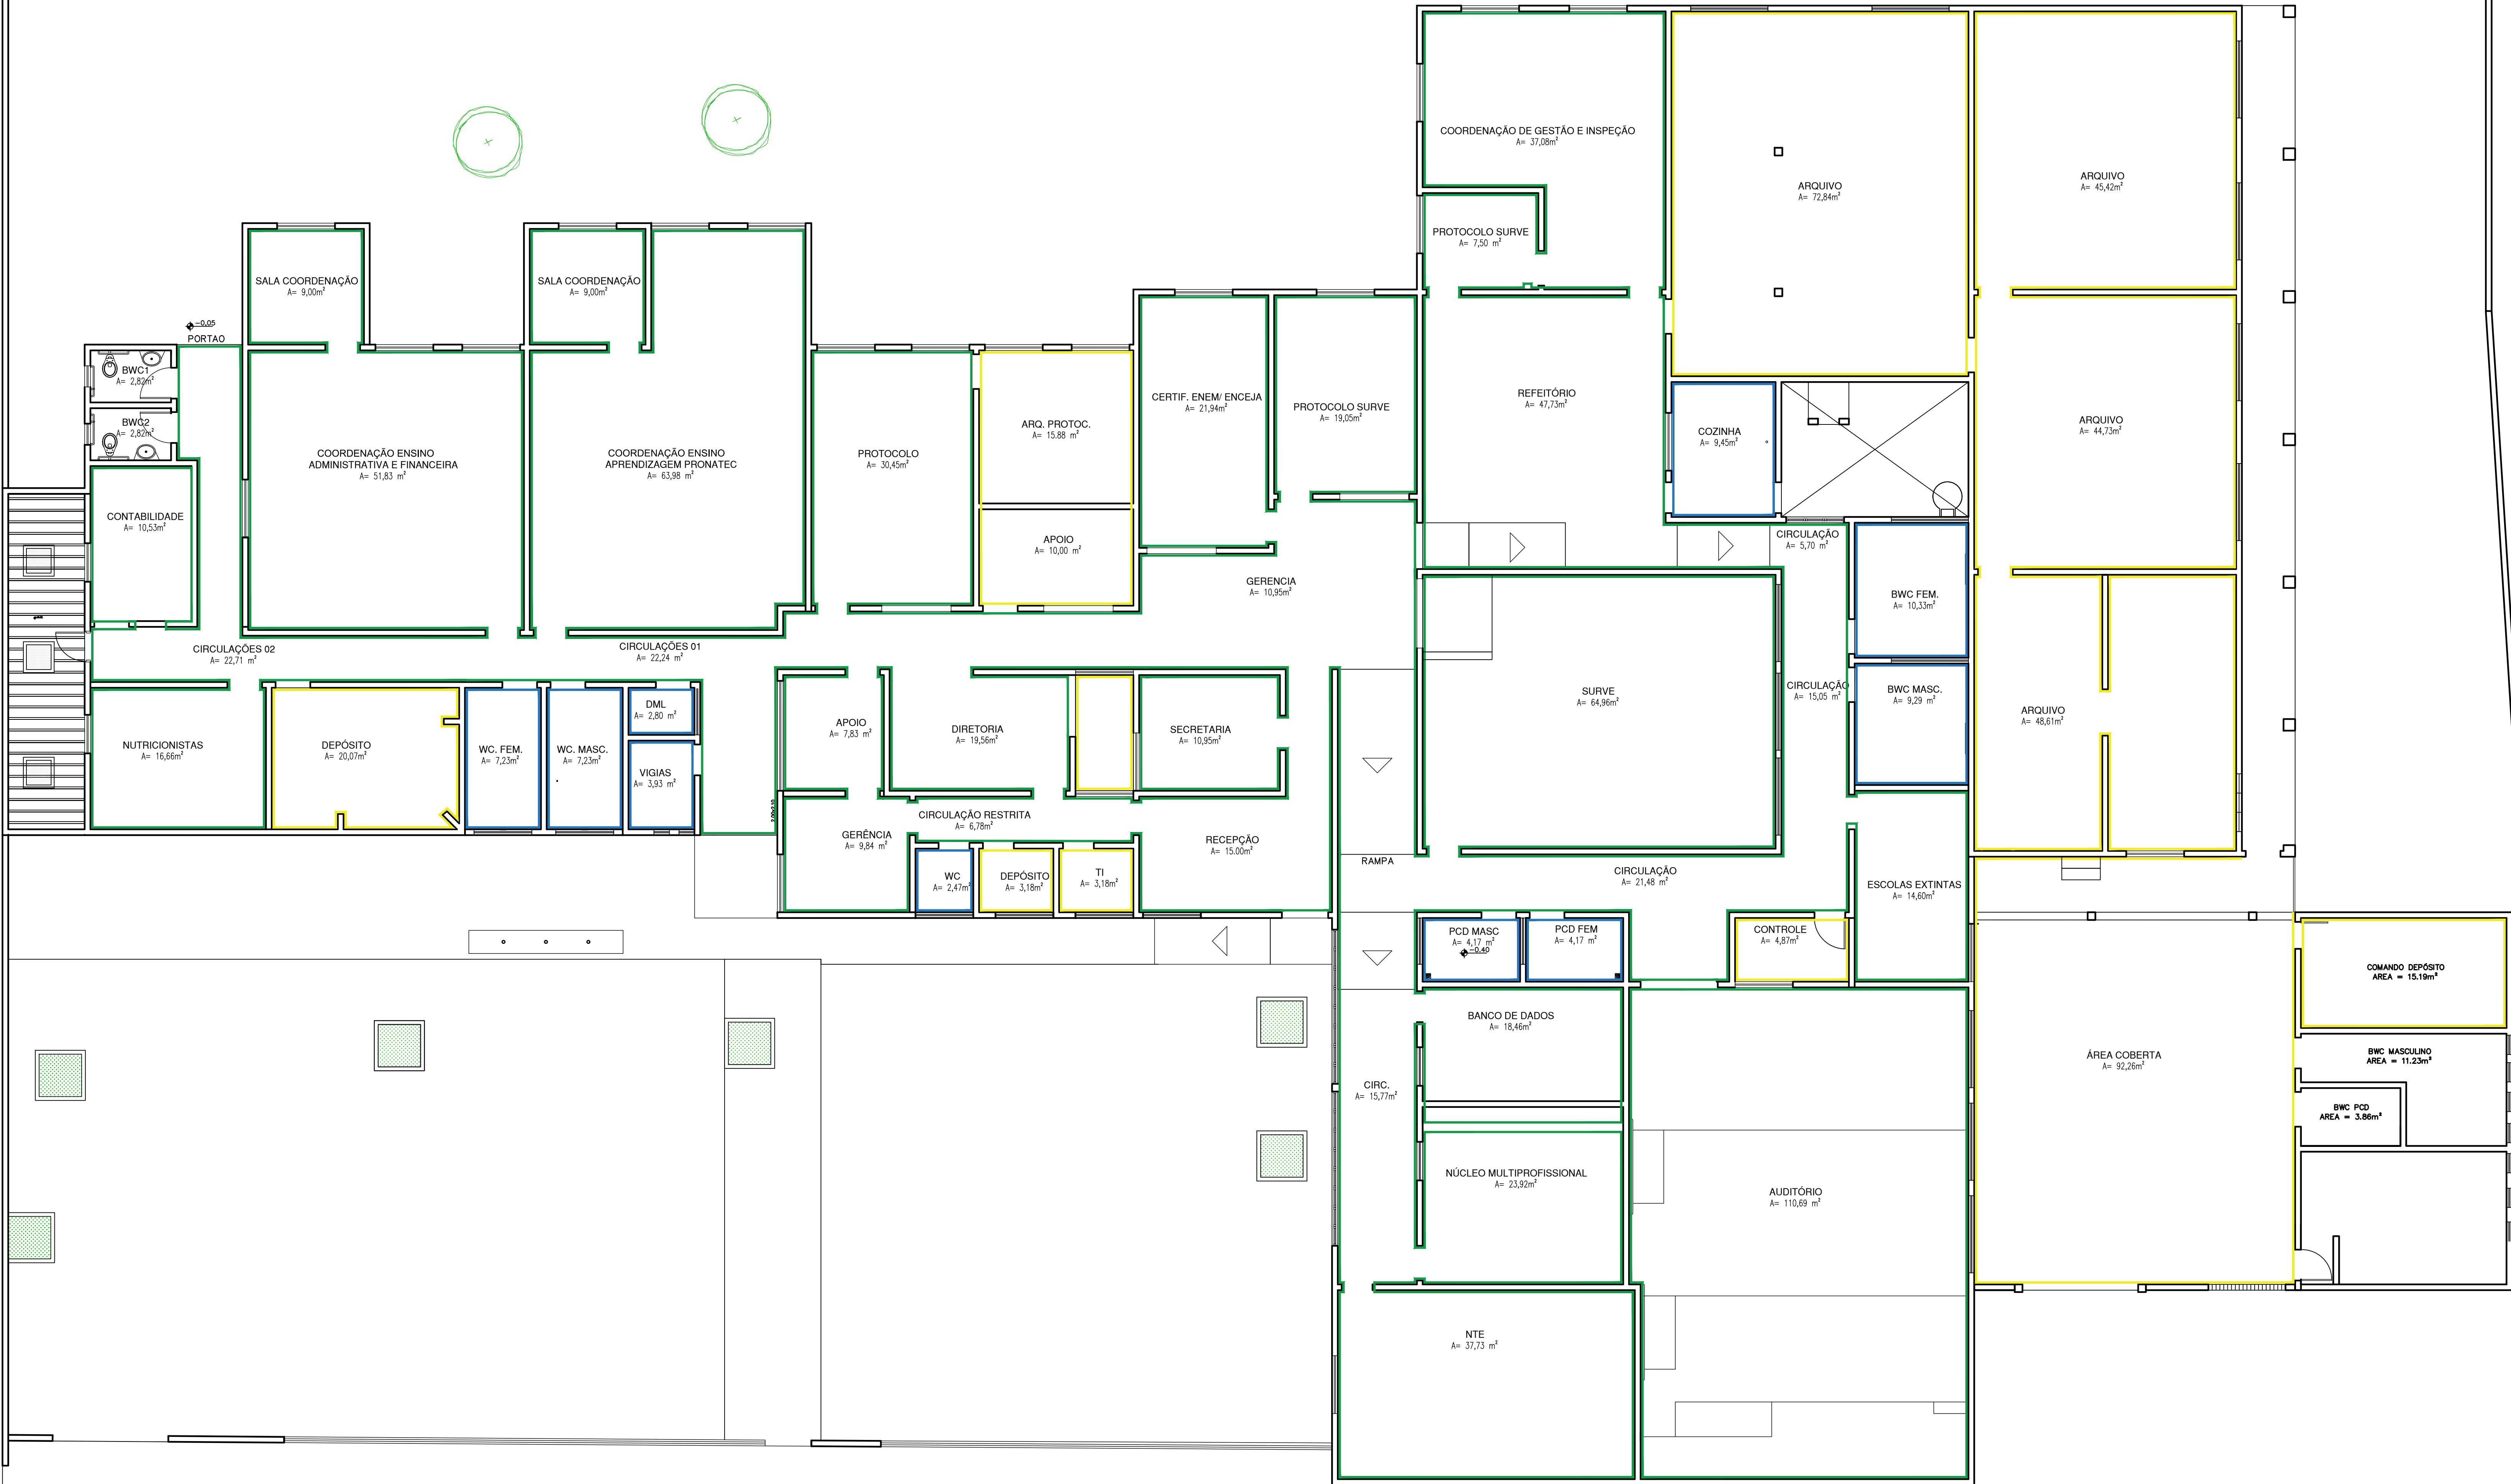 COORDENAÇÃO DE GESTÃO E INSPEÇÃO
A= 37,08m²
ARQUIVO
A= 72,84m²
ARQUIVO
A= 45,42m²
PROTOCOLO SURVE
A= 7,50 m²
SALA COORDENAÇÃO
A= 9,00m²
SALA COORDENAÇÃO
A= 9,00m²
-0,05
PORTAO
BWC1
A= 2,82m²
BWC2
A= 2,82m²
CERTIF. ENEM/ ENCEJA
A= 21,94m²
PROTOCOLO SURVE
A= 19,05m²
REFEITÓRIO
A= 47,73m²
COZINHA
A= 9,45m²
ARQUIVO
A= 44,73m²
COORDENAÇÃO ENSINO
ADMINISTRATIVA E FINANCEIRA
A= 51,83 m²
COORDENAÇÃO ENSINO
APRENDIZAGEM PRONATEC
A= 63,98 m²
PROTOCOLO
A= 30,45m²
ARQ. PROTOC.
A= 15.88 m²
CONTABILIDADE
A= 10,53m²
APOIO
A= 10,00 m²
CIRCULAÇÃO
A= 5,70 m²
GERENCIA
A= 10,95m²
BWC FEM.
A= 10,33m²
CIRCULAÇÕES 02
A= 22,71 m²
CIRCULAÇÕES 01
A= 22,24 m²
SURVE
A= 64,96m²
CIRCULAÇÃO
A= 15,05 m²
BWC MASC.
A= 9,29 m²
ARQUIVO
A= 48,61m²
NUTRICIONISTAS
A= 16,66m²
DEPÓSITO
A= 20,07m²
WC. FEM.
A= 7,23m²
WC. MASC.
A= 7,23m²
DML
A= 2,80 m²
VIGIAS
A= 3,93 m²
APOIO
A= 7,83 m²
DIRETORIA
A= 19,56m²
SECRETARIA
A= 10,95m²
2.00x2.10
CIRCULAÇÃO RESTRITA
A= 6,78m²
GERÊNCIA
A= 9,84 m²
RECEPÇÃO
A= 15.00m²
RAMPA
WC
A= 2,47m²
DEPÓSITO
A= 3,18m²
TI
A= 3,18m²
CIRCULAÇÃO
A= 21,48 m²
ESCOLAS EXTINTAS
A= 14,60m²
PCD MASC
A= 4,17 m²
-0.40
PCD FEM
A= 4,17 m²
CONTROLE
A= 4,87m²
COMANDO DEPÓSITO
AREA = 15.19m²
BANCO DE DADOS
A= 18,46m²
ÁREA COBERTA
A= 92,26m²
BWC MASCULINO
AREA = 11.23m²
CIRC.
A= 15,77m²
BWC PCD
AREA = 3.86m²
NÚCLEO MULTIPROFISSIONAL
A= 23,92m²
AUDITÓRIO
A= 110,69 m²
NTE
A= 37,73 m²